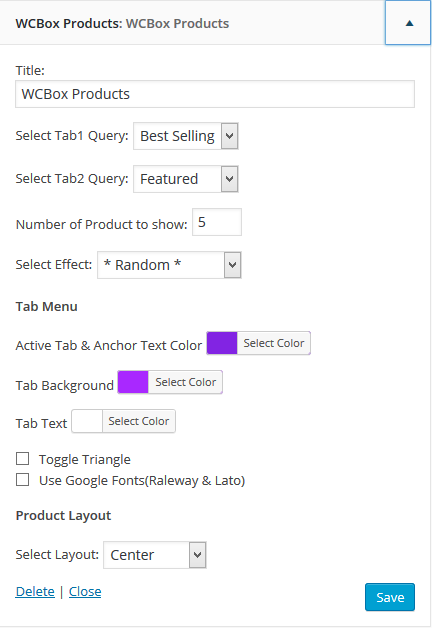 WCBox Products: WCBox Products
Title:
WCBox Products
Select Tab1 Query: Best Selling
Select Tab2 Query: Featured
Number of Product to show: 5
Select Effect: * Random *
Tab Menu
Active Tab & Anchor Text Color Select Color
Tab Background Select Color
Tab Text Select Color
Toggle Triangle
Use Google Fonts(Raleway & Lato)
Product Layout
Select Layout: Center
Delete | Close Save